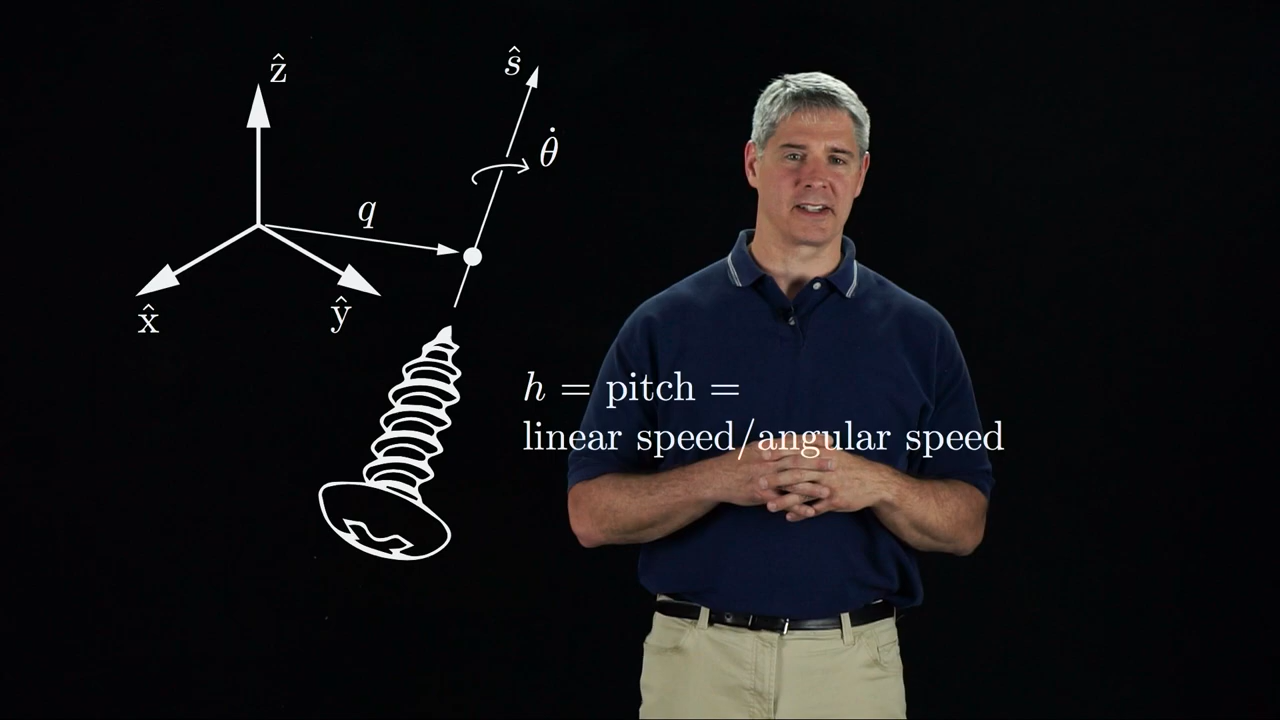 ẑ
ŝ
θ̇
q
x̂
ŷ
h = pitch =
linear speed/angular speed